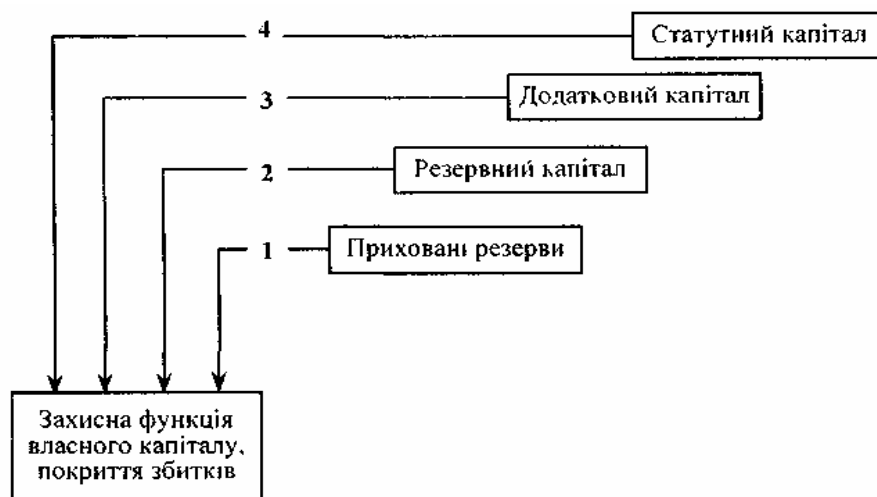 4 Статутний капітал
3 Додатковий капітал
2 Резервний капітал
1 Приховані резерви
Захисна функція
власного капіталу,
покриття збитків